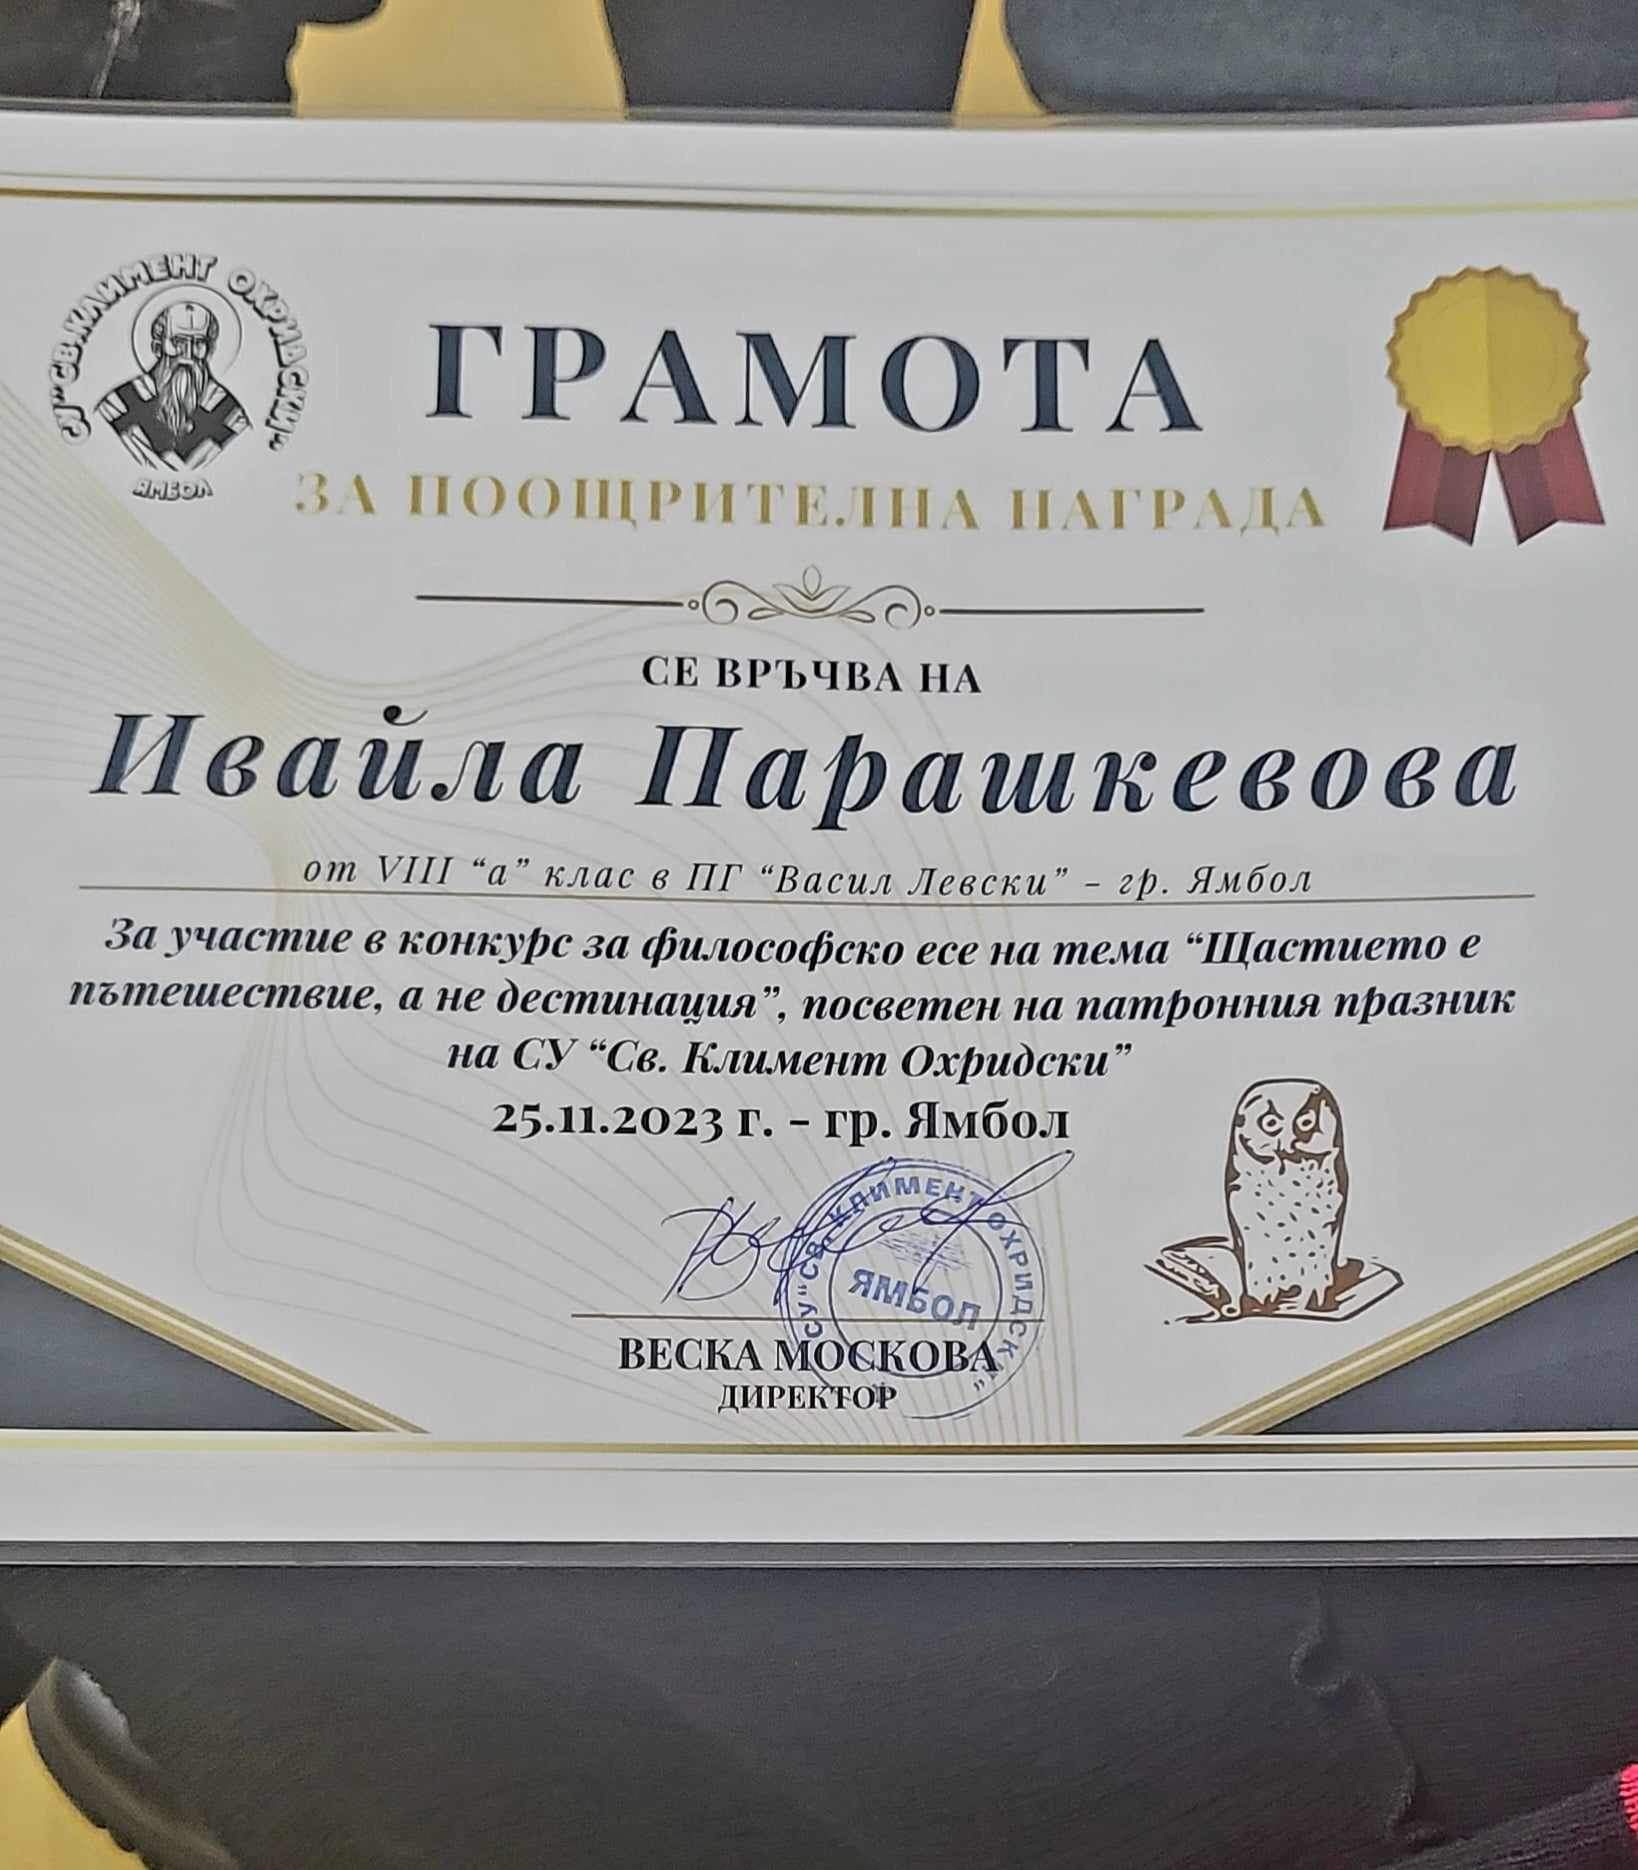 СУ "СВ.КЛИМЕНТ ОХРИДСКИ"
ЯМБОЛ
ГРАМОТА
ЗА ПООЩРИТЕЛНА НАГРАДА
СЕ ВРЪЧВА НА
Ивайла Парашкевова
от VIII “а” клас в ПГ “Васил Левски” – гр. Ямбол
За участие в конкурс за философско есе на тема “Щастието е
пътешествие, а не дестинация”, посветен на патронния празник
на СУ “Св. Климент Охридски”
25.11.2023 г. – гр. Ямбол
СУ "СВ. КЛИМЕНТ ОХРИДСКИ"
ЯМБОЛ
ВЕСКА МОСКОВА
ДИРЕКТОР